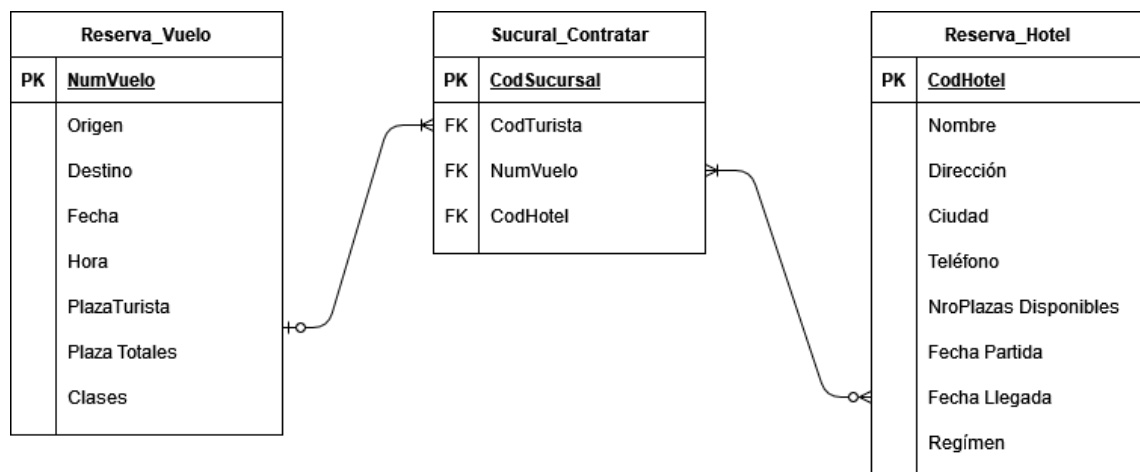 Reserva_Vuelo
PK NumVuelo
Origen
Destino
Fecha
Hora
PlazaTurista
Plaza Totales
Clases
Sucural_Contratar
PK CodSucursal
FK CodTurista
FK NumVuelo
FK CodHotel
Reserva_Hotel
PK CodHotel
Nombre
Dirección
Ciudad
Teléfono
NroPlazas Disponibles
Fecha Partida
Fecha Llegada
Regímen